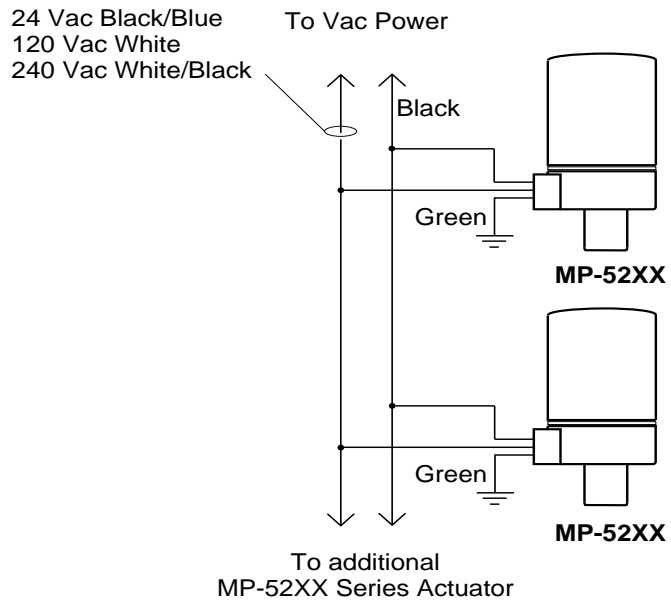 24 Vac Black/Blue
120 Vac White
240 Vac White/Black
To Vac Power
Black
Green
MP-52XX
Green
MP-52XX
To additional
MP-52XX Series Actuator